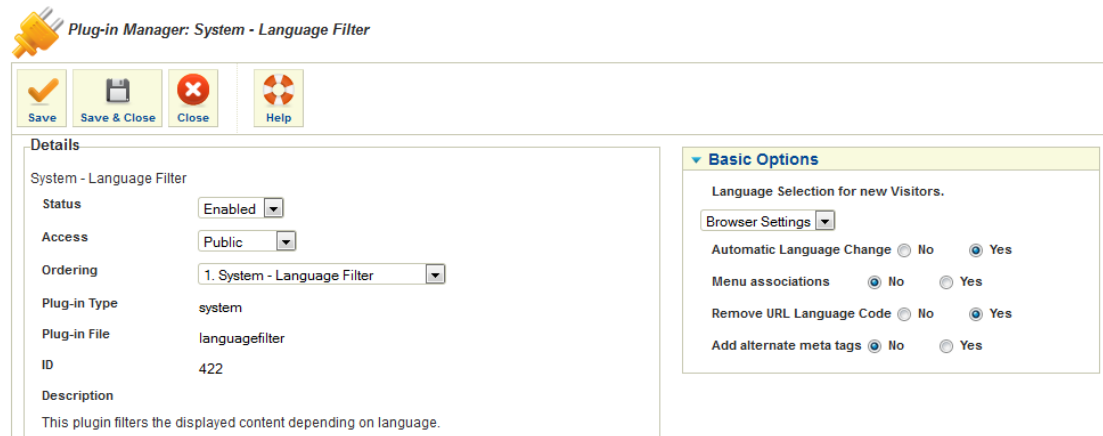 Plug-in Manager: System - Language Filter
Save
Save & Close
Close
Help
Details
System - Language Filter
Status
Enabled
Access
Public
Ordering
1. System - Language Filter
Plug-in Type
system
Plug-in File
languagefilter
ID
422
Description
This plugin filters the displayed content depending on language.
Basic Options
Language Selection for new Visitors.
Browser Settings
Automatic Language Change No Yes
Menu associations No Yes
Remove URL Language Code No Yes
Add alternate meta tags No Yes